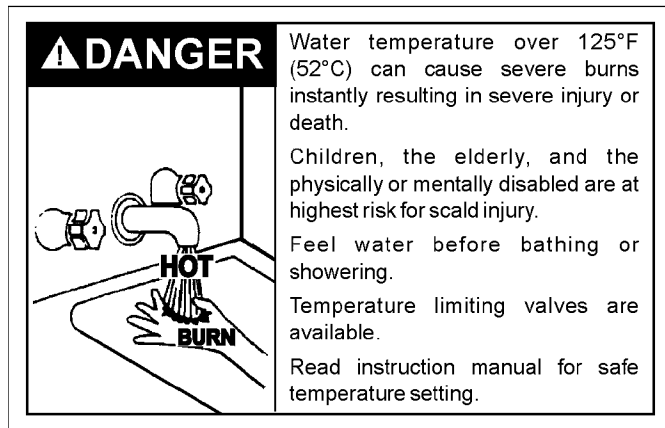 DANGER
Water temperature over 125°F
(52°C) can cause severe burns
instantly resulting in severe injury or
death.
Children, the elderly, and the
physically or mentally disabled are at
highest risk for scald injury.
Feel water before bathing or
showering.
Temperature limiting valves are
available.
Read instruction manual for safe
temperature setting.
HOT
BURN